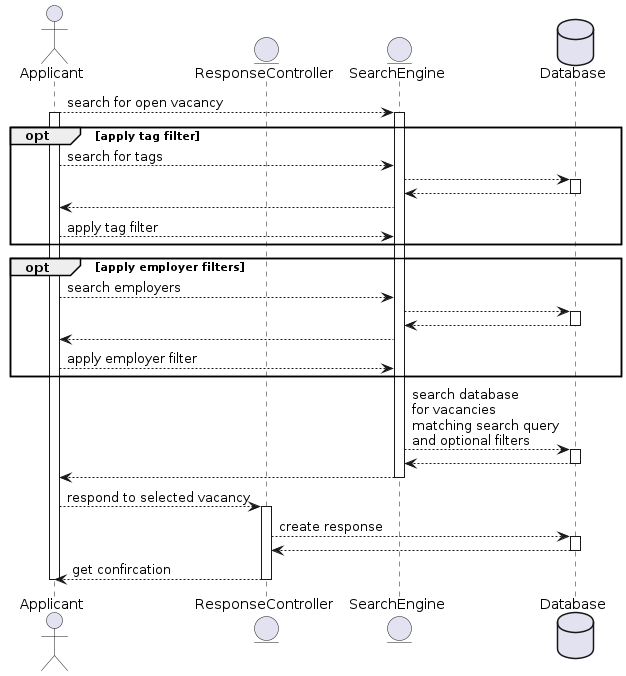 Applicant
ResponseController
SearchEngine
Database
search for open vacancy
opt
[apply tag filter]
search for tags
apply tag filter
opt
[apply employer filters]
search employers
apply employer filter
search database
for vacancies
matching search query
and optional filters
respond to selected vacancy
create response
get confircation
Applicant
ResponseController
SearchEngine
Database